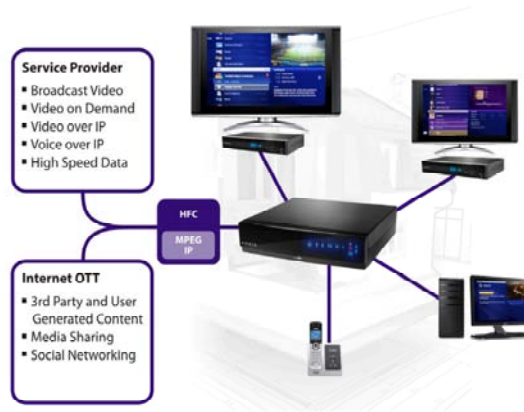 Service Provider
▪ Broadcast Video
▪ Video on Demand
▪ Video over IP
▪ Voice over IP
▪ High Speed Data
HFC
MPEG
IP
Internet OTT
▪ 3rd Party and User
Generated Content
▪ Media Sharing
▪ Social Networking